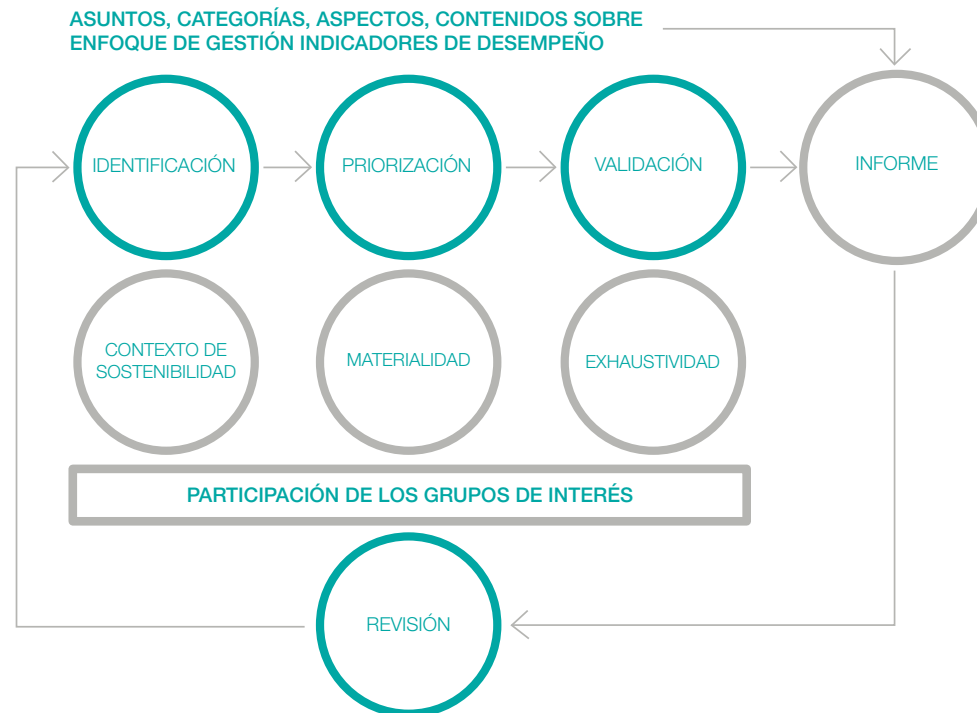 ASUNTOS, CATEGORÍAS, ASPECTOS, CONTENIDOS SOBRE
ENFOQUE DE GESTIÓN INDICADORES DE DESEMPEÑO
IDENTIFICACIÓN
PRIORIZACIÓN
VALIDACIÓN
INFORME
CONTEXTO DE
SOSTENIBILIDAD
MATERIALIDAD
EXHAUSTIVIDAD
PARTICIPACIÓN DE LOS GRUPOS DE INTERÉS
REVISIÓN